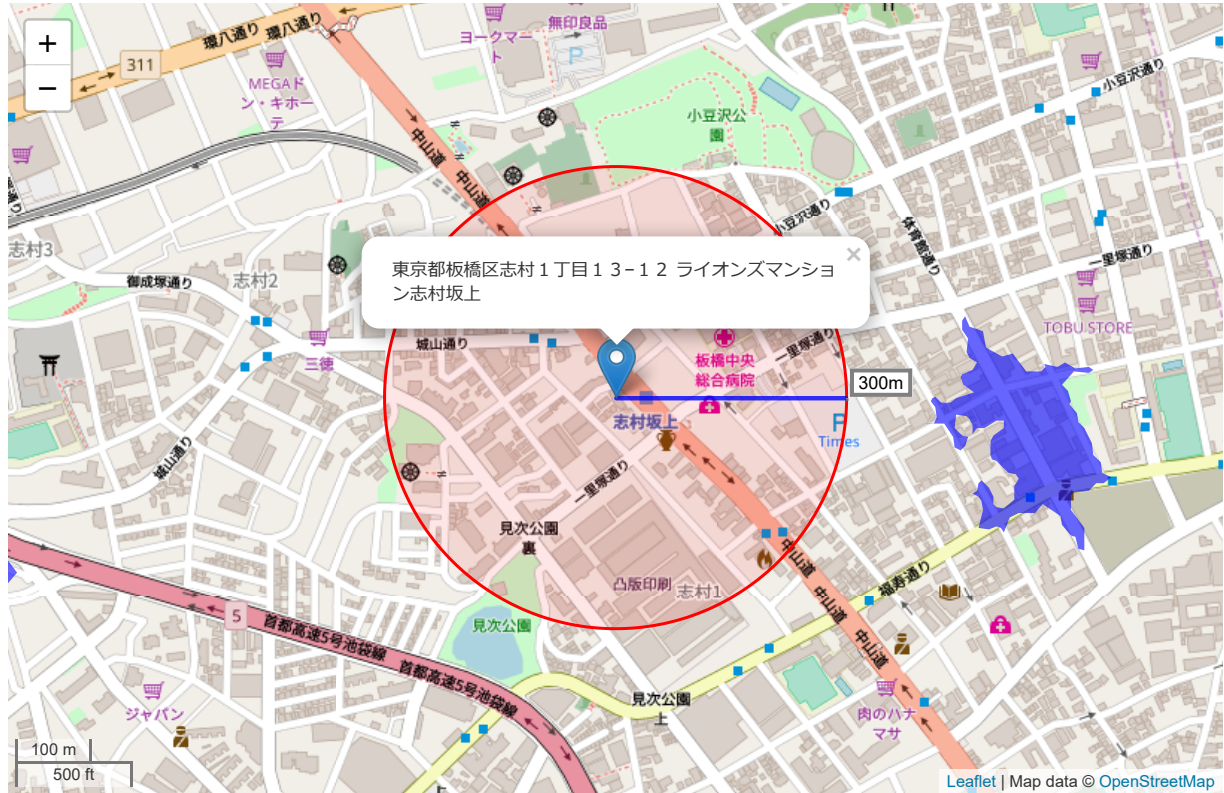 +
−
環八通り
環八通り
311
MEGAド
ン・キホー
テ
ヨークマー
ト
無印良品
P
小豆沢公
園
小豆沢通り
中山道
中山道
小豆沢通り
体育館通り
一里塚通り
志村3
志村2
御成塚通り
東京都板橋区志村１丁目１３−１２ ライオンズマンショ
ン志村坂上
×
TOBU STORE
三徳
城山通り
一里塚通り
板橋中央
総合病院
300m
志村坂上
P
Times
城山通り
一里塚通り
見次公園
裏
中山道
凸版印刷
志村1
中山道
福寿通り
5
首都高速5号池袋線
首都高速5号池袋線
見次公園
中山道
見次公園
上
ジャパン
肉のハナ
マサ
100 m
500 ft
Leaflet | Map data © OpenStreetMap